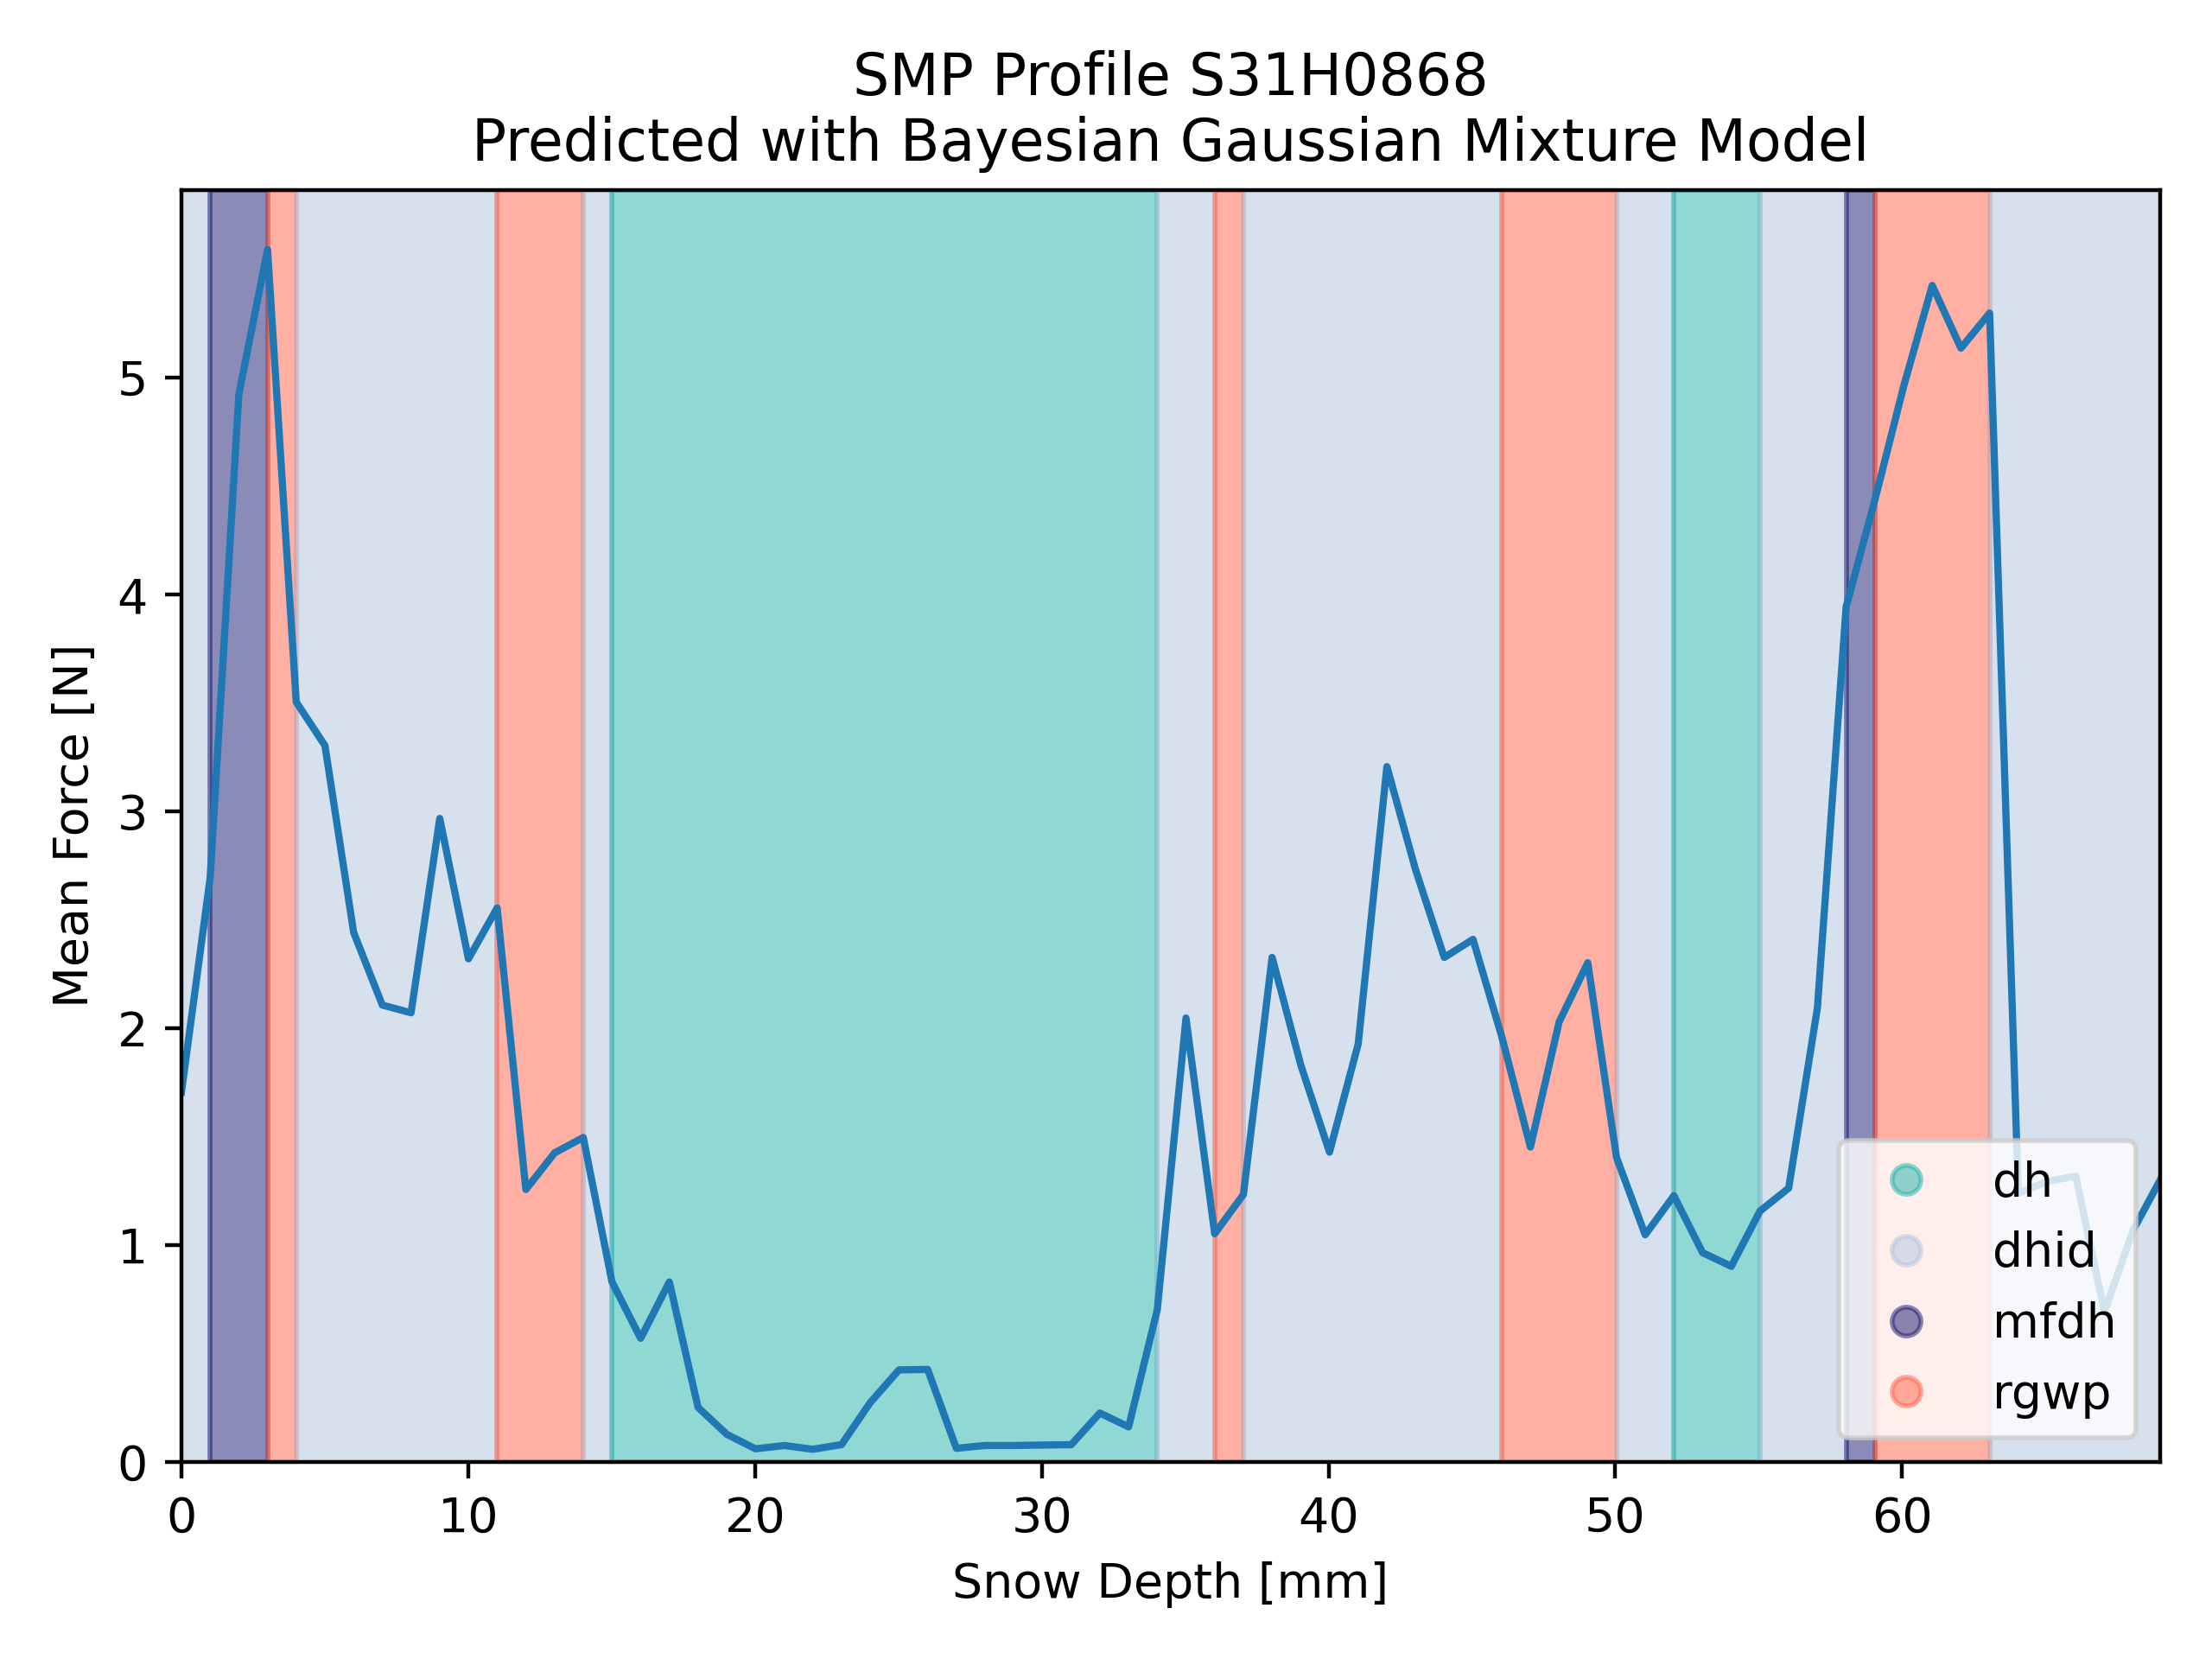 SMP Profile S31H0868
Predicted with Bayesian Gaussian Mixture Model
Mean Force [N]
5
4
3
2
1
0
0 10 20 30 40 50 60
Snow Depth [mm]
dh
dhid
mfdh
rgwp